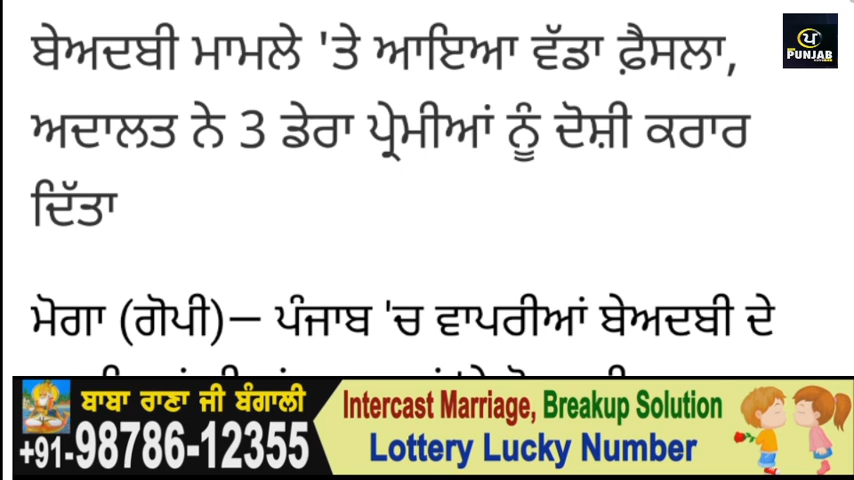 ਬੇਅਦਬੀ ਮਾਮਲੇ 'ਤੇ ਆਇਆ ਵੱਡਾ ਫ਼ੈਸਲਾ,
ਅਦਾਲਤ ਨੇ 3 ਡੇਰਾ ਪ੍ਰੇਮੀਆਂ ਨੂੰ ਦੋਸ਼ੀ ਕਰਾਰ
ਦਿੱਤਾ
ਮੋਗਾ (ਗੋਪੀ)— ਪੰਜਾਬ 'ਚ ਵਾਪਰੀਆਂ ਬੇਅਦਬੀ ਦੇ
ਬਾਬਾ ਰਾਣਾ ਜੀ ਬੰਗਾਲੀ
+91-98786-12355
Intercast Marriage, Breakup Solution
Lottery Lucky Number
ਪੰ
PUNJAB